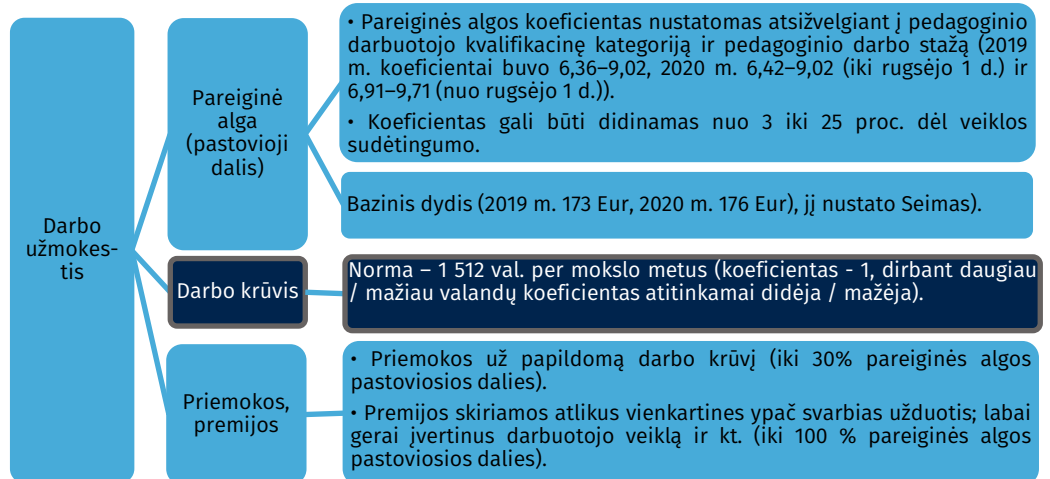 Darbo
užmokes-
tis
Pareiginė
alga
(pastovioji
dalis)
• Pareiginės algos koeficientas nustatomas atsižvelgiant į pedagoginio
darbuotojo kvalifikacinę kategoriją ir pedagoginio darbo stažą (2019
m. koeficientai buvo 6,36–9,02, 2020 m. 6,42–9,02 (iki rugsėjo 1 d.) ir
6,91–9,71 (nuo rugsėjo 1 d.)).
• Koeficientas gali būti didinamas nuo 3 iki 25 proc. dėl veiklos
sudėtingumo.
Bazinis dydis (2019 m. 173 Eur, 2020 m. 176 Eur), jį nustato Seimas).
Darbo krūvis
Norma – 1 512 val. per mokslo metus (koeficientas - 1, dirbant daugiau
/ mažiau valandų koeficientas atitinkamai didėja / mažėja).
Priemokos,
premijos
• Priemokos už papildomą darbo krūvį (iki 30% pareiginės algos
pastoviosios dalies).
• Premijos skiriamos atlikus vienkartines ypač svarbias užduotis; labai
gerai įvertinus darbuotojo veiklą ir kt. (iki 100 % pareiginės algos
pastoviosios dalies).